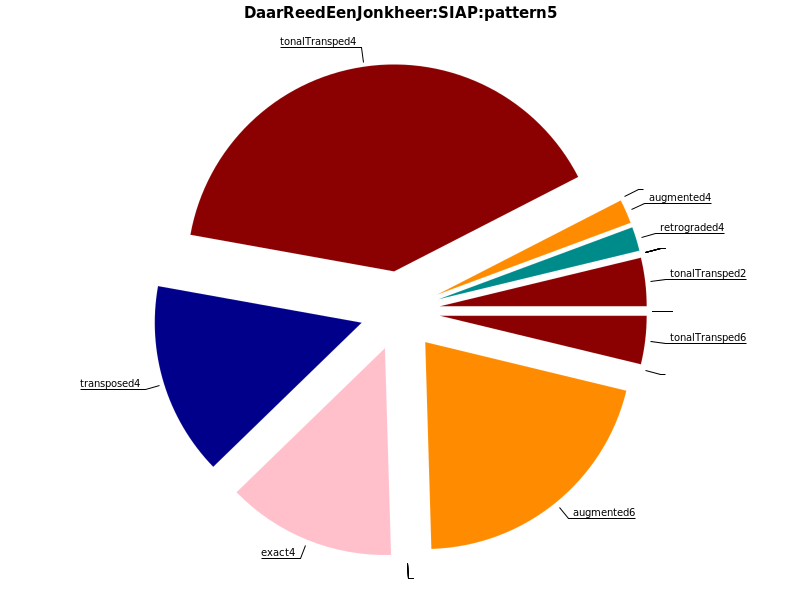 DaarReedEenJonkheer:SIAP:pattern5
tonalTransped4
augmented4
retrograded4
tonalTransped2
tonalTransped6
transposed4
augmented6
exact4